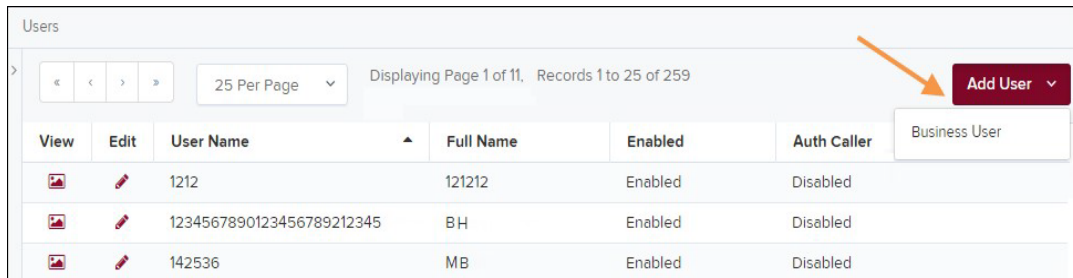 Users
25 Per Page
Displaying Page 1 of 11, Records 1 to 25 of 259
Add User
Business User
View Edit User Name Full Name Enabled Auth Caller
1212 121212 Enabled Disabled
1234567890123456789212345 BH Enabled Disabled
142536 MB Enabled Disabled